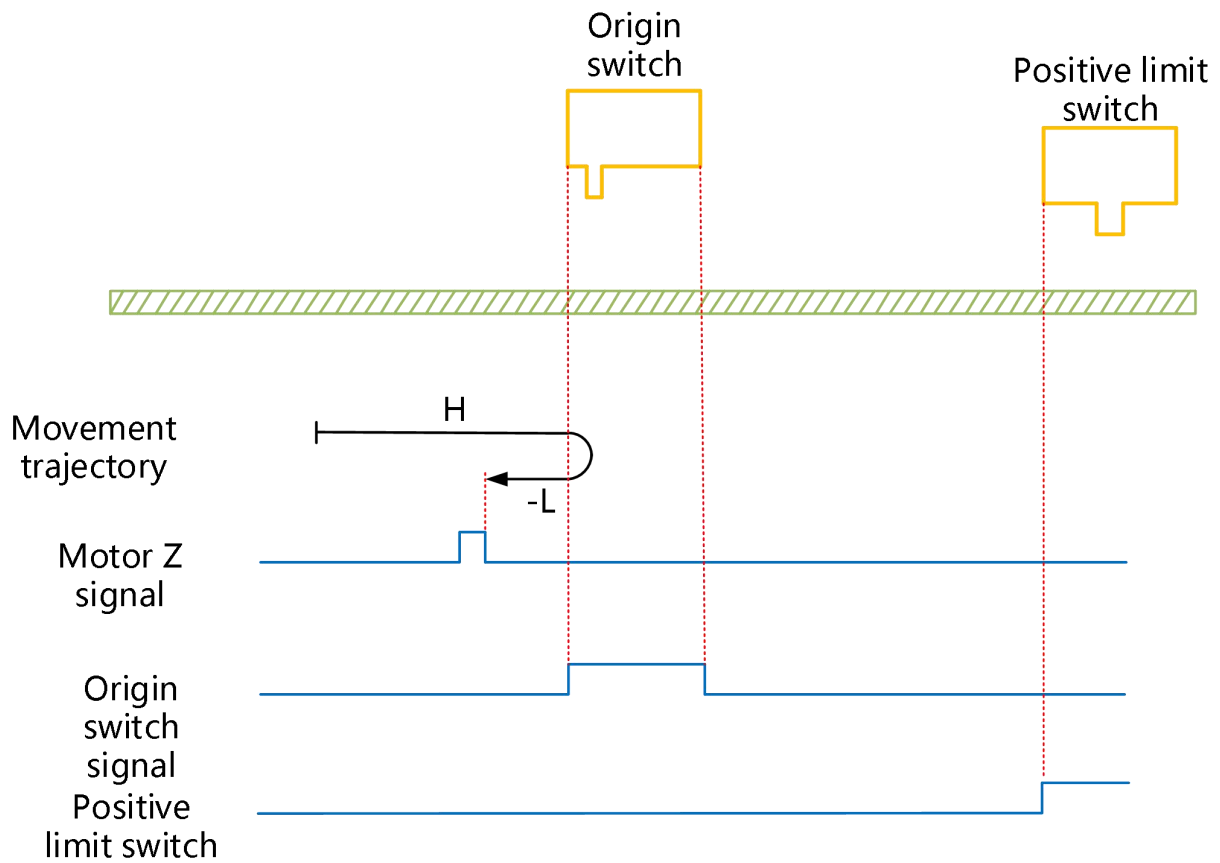 Origin
switch
Positive limit
switch
H
Movement
trajectory
-L
Motor Z
signal
Origin
switch
signal
Positive
limit switch